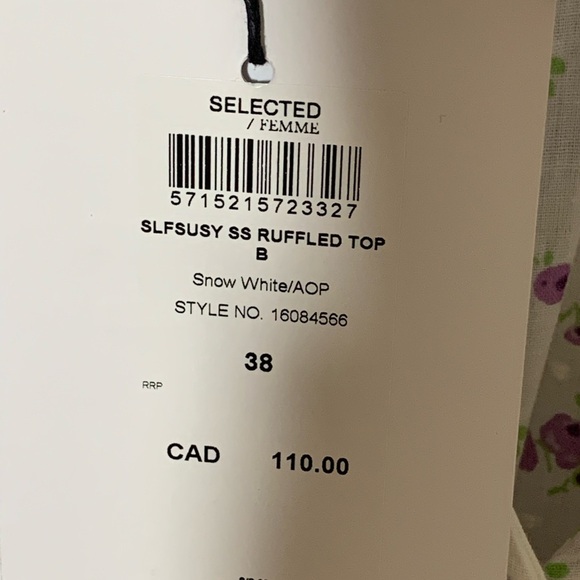 SELECTED
/ FEMME
5715215723327
SLFSUSY SS RUFFLED TOP
B
Snow White/AOP
STYLE NO. 16084566
38
RRP
CAD 110.00